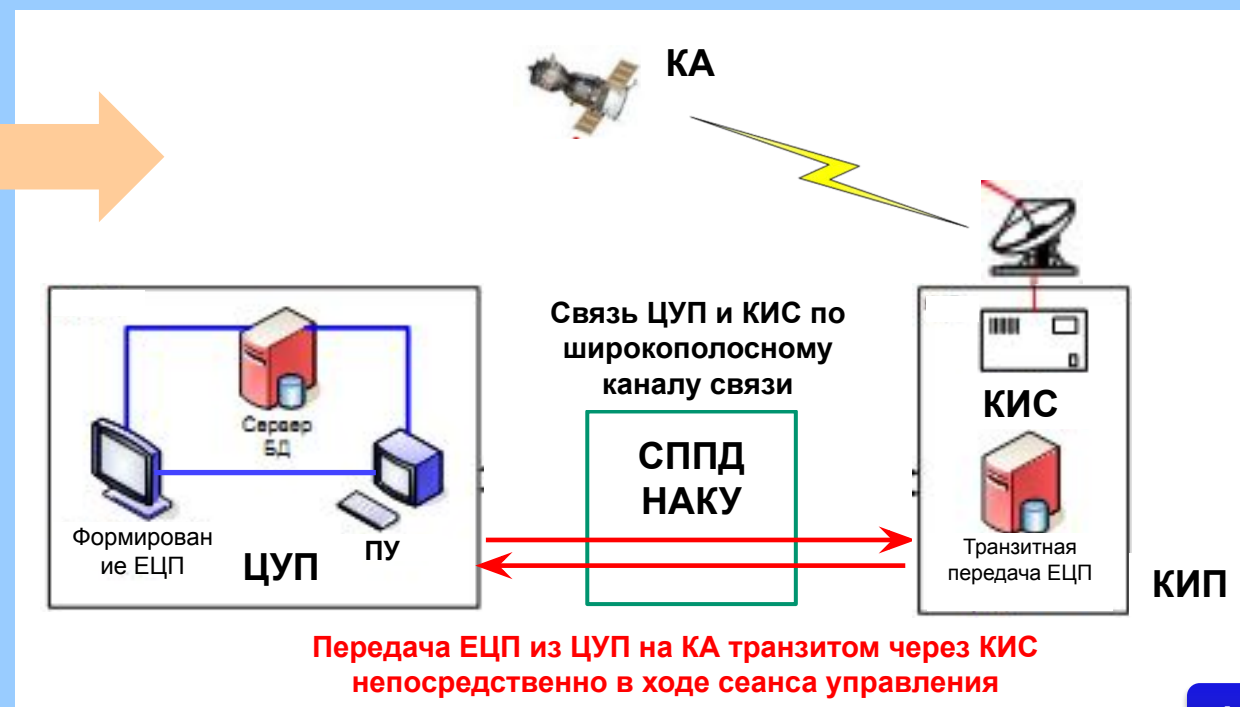 КА
Связь ЦУП и КИС по
широкополосному
каналу связи
Сервер
БД
КИС
СППД
НАКУ
Формирован
ие ЕЦП
ЦУП
ПУ
Транзитная
передача ЕЦП
КИП
Передача ЕЦП из ЦУП на КА транзитом через КИС
непосредственно в ходе сеанса управления